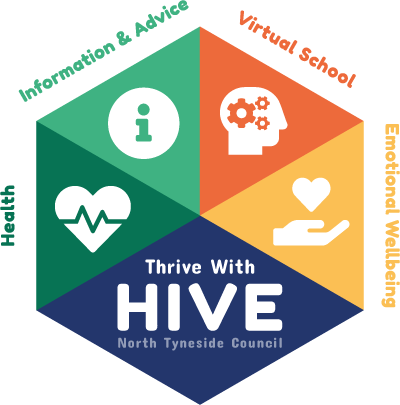 Information & Advice
Virtual School
Health
Emotional Wellbeing
Thrive With
HIVE
North Tyneside Council